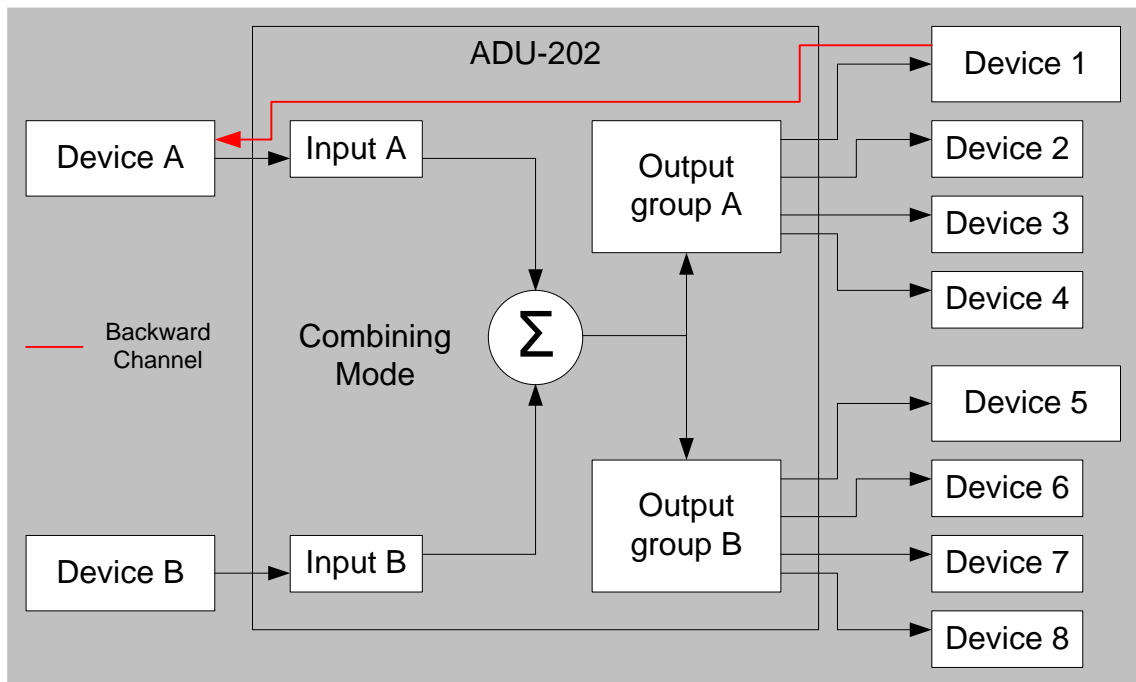 ADU-202
Device A
Input A
Output
group A
Device 1
Device 2
Device 3
Device 4
Backward
Channel
Combining
Mode
Σ
Device B
Input B
Output
group B
Device 5
Device 6
Device 7
Device 8